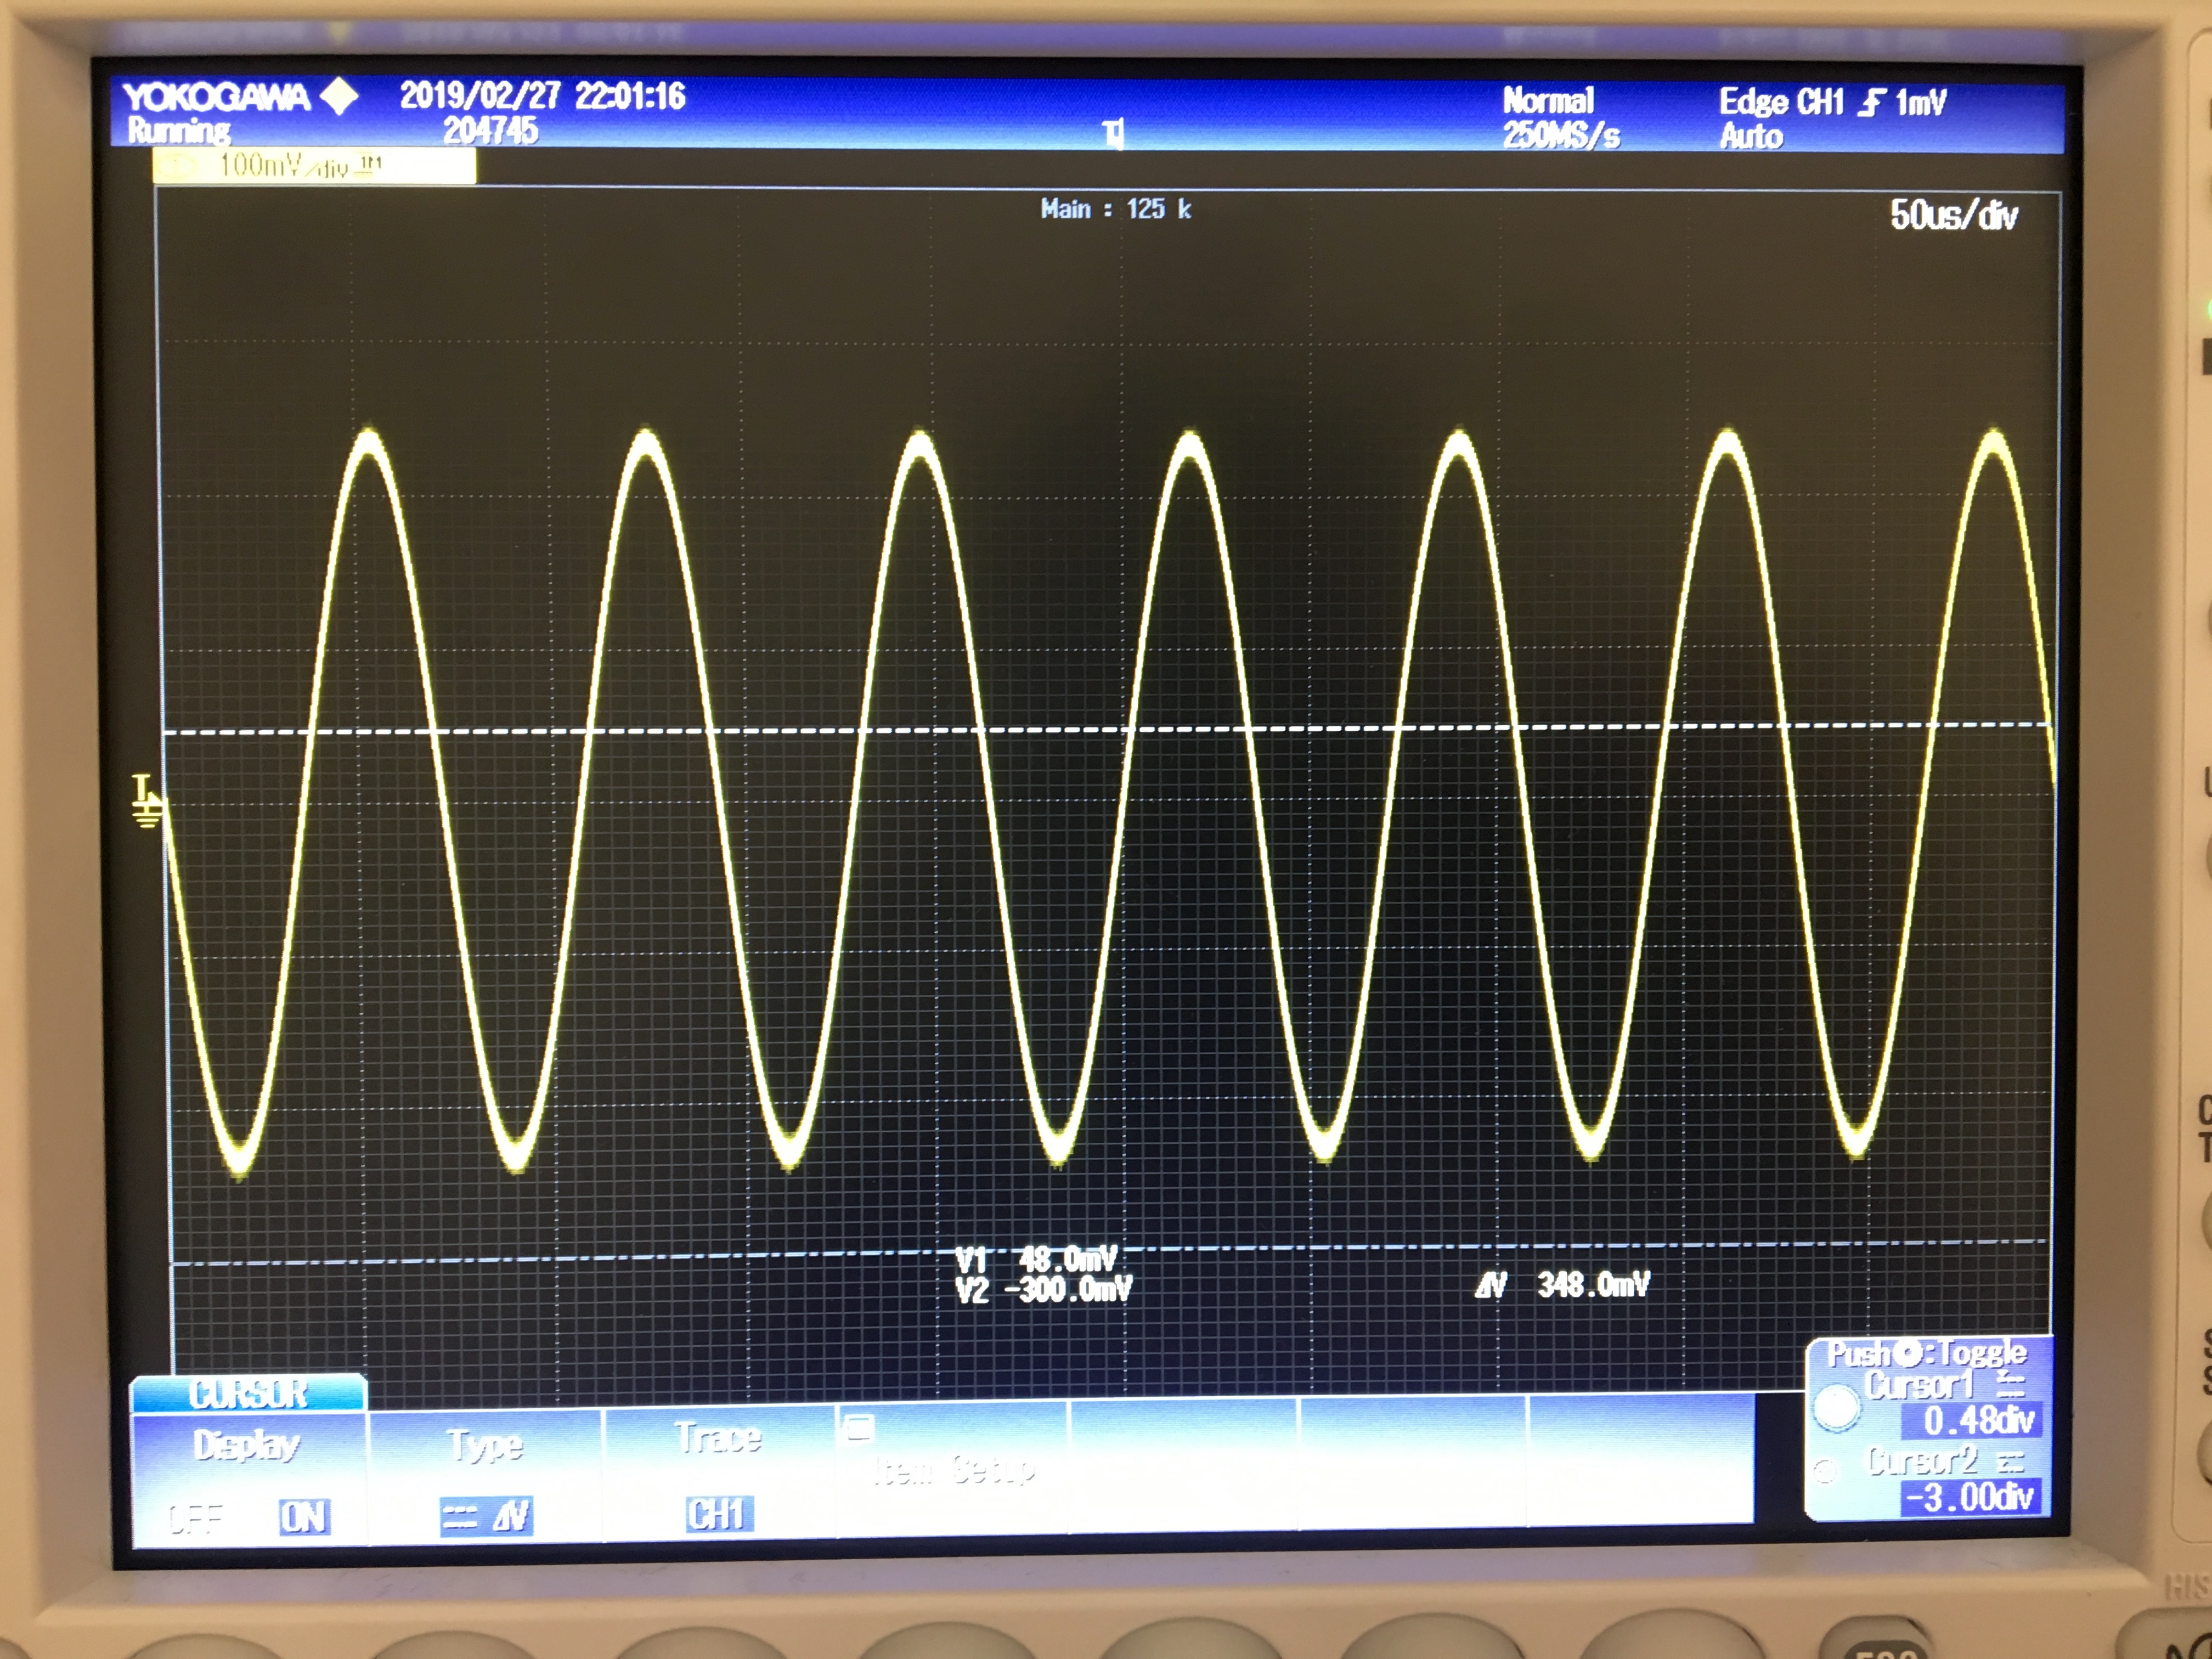 YOKOGAWA 2019/02/27 22:01:16 Normal Edge CH1 1mV
Running 204745 T 250MS/s Auto
100mV/div 1M
Main : 125 k 50us/div
T
V1 48.0mV
V2 -300.0mV ΔV 348.0mV
Push :Toggle
CURSOR Cursor1
0.48div
Display Type Trace Item Setup Cursor2
OFF ON ΔV CH1 -3.00div
HIS